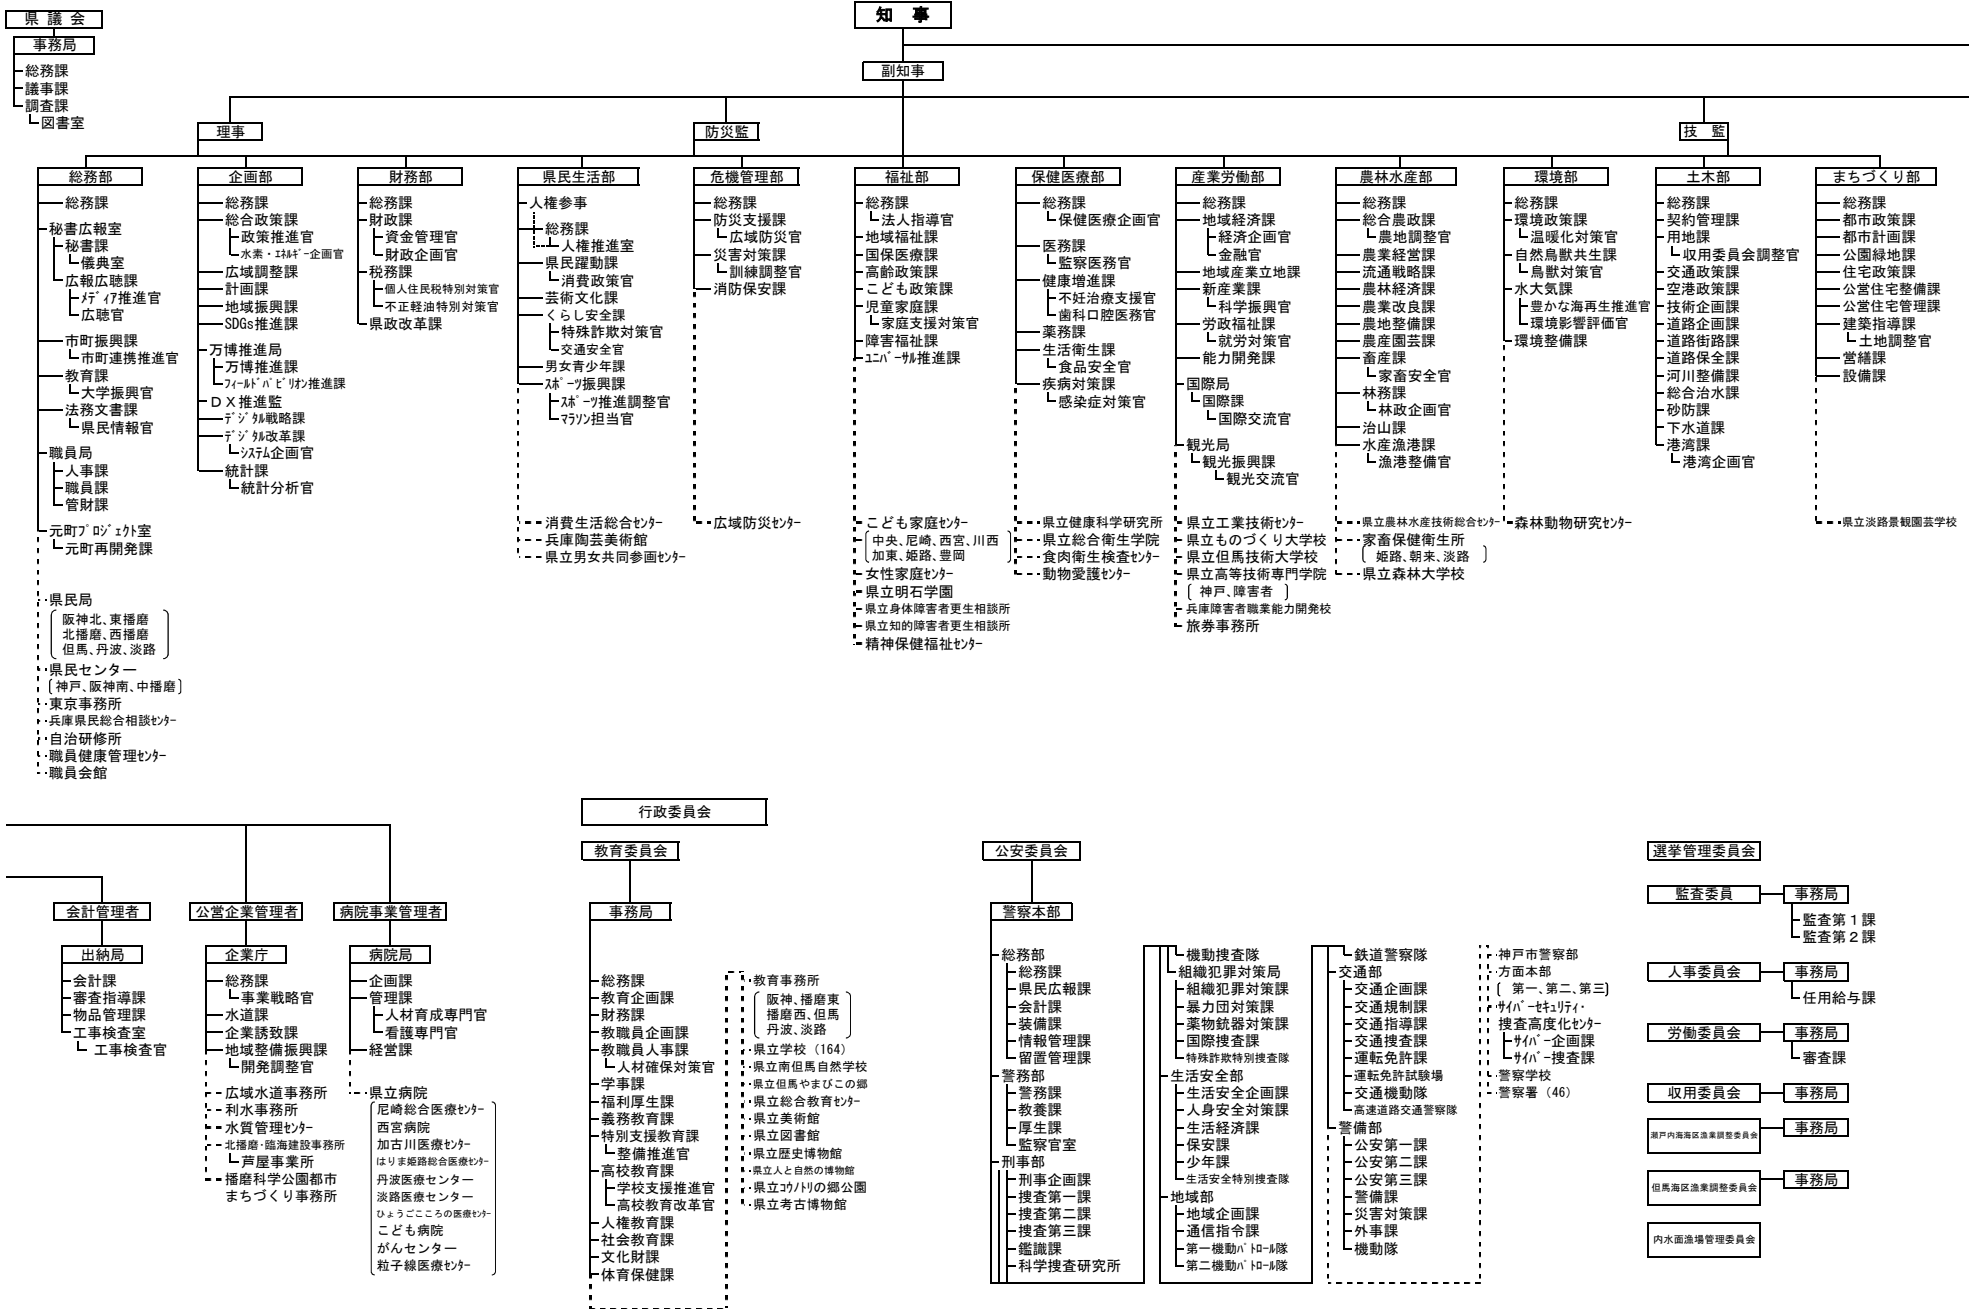 県 議 会
事務局
総務課
議事課
調査課
図書室
知 事
副知事
理事
防災監
技 監
総務部
総務課
秘書広報室
秘書課
儀典室
広報広聴課
ﾒﾃﾞｨｱ推進官
広聴官
市町振興課
市町連携推進官
教育課
大学振興官
法務文書課
県民情報官
職員局
人事課
職員課
管財課
元町ﾌﾟﾛｼﾞｪｸﾄ室
元町再開発課
県民局
阪神北、東播磨
北播磨、西播磨
但馬、丹波、淡路
県民センター
神戸、阪神南、中播磨
東京事務所
兵庫県民総合相談ｾﾝﾀｰ
自治研修所
職員健康管理ｾﾝﾀｰ
職員会館
企画部
総務課
総合政策課
政策推進官
水素・ｴﾈﾙｷﾞｰ企画官
広域調整課
計画課
地域振興課
SDGs推進課
万博推進局
万博推進課
ﾌｨｰﾙﾄﾞﾊﾟﾋﾞﾘｵﾝ推進課
ＤＸ推進監
ﾃﾞｼﾞﾀﾙ戦略課
ﾃﾞｼﾞﾀﾙ改革課
ｼｽﾃﾑ企画官
統計課
統計分析官
財務部
総務課
財政課
資金管理官
財政企画官
税務課
個人住民税特別対策官
不正軽油特別対策官
県政改革課
県民生活部
人権参事
総務課
人権推進室
県民躍動課
消費政策官
芸術文化課
くらし安全課
特殊詐欺対策官
交通安全官
男女青少年課
ｽﾎﾟｰﾂ振興課
ｽﾎﾟｰﾂ推進調整官
ﾏﾗｿﾝ担当官
消費生活総合ｾﾝﾀｰ
兵庫陶芸美術館
県立男女共同参画ｾﾝﾀｰ
危機管理部
総務課
防災支援課
広域防災官
災害対策課
訓練調整官
消防保安課
広域防災ｾﾝﾀｰ
福祉部
総務課
法人指導官
地域福祉課
国保医療課
高齢政策課
こども政策課
児童家庭課
家庭支援対策官
障害福祉課
ﾕﾆﾊﾞｰｻﾙ推進課
こども家庭ｾﾝﾀｰ
中央、尼崎、西宮、川西
加東、姫路、豊岡
女性家庭ｾﾝﾀｰ
県立明石学園
県立身体障害者更生相談所
県立知的障害者更生相談所
精神保健福祉ｾﾝﾀｰ
保健医療部
総務課
保健医療企画官
医務課
監察医務官
健康増進課
不妊治療支援官
歯科口腔医務官
薬務課
生活衛生課
食品安全官
疾病対策課
感染症対策官
県立健康科学研究所
県立総合衛生学院
食肉衛生検査ｾﾝﾀｰ
動物愛護ｾﾝﾀｰ
産業労働部
総務課
地域経済課
経済企画官
金融官
地域産業立地課
新産業課
科学振興官
労政福祉課
就労対策官
能力開発課
国際局
国際課
国際交流官
観光局
観光振興課
観光交流官
県立工業技術ｾﾝﾀｰ
県立ものづくり大学校
県立但馬技術大学校
県立高等技術専門学院
神戸、障害者
兵庫障害者職業能力開発校
旅券事務所
農林水産部
総務課
総合農政課
農地調整官
農業経営課
流通戦略課
農林経済課
農業改良課
農地整備課
農産園芸課
畜産課
家畜安全官
林務課
林政企画官
治山課
水産漁港課
漁港整備官
県立農林水産技術総合ｾﾝﾀｰ
家畜保健衛生所
姫路、朝来、淡路
県立森林大学校
環境部
総務課
環境政策課
温暖化対策官
自然鳥獣共生課
鳥獣対策官
水大気課
豊かな海再生推進官
環境影響評価官
環境整備課
森林動物研究ｾﾝﾀｰ
土木部
総務課
契約管理課
用地課
収用委員会調整官
交通政策課
空港政策課
技術企画課
道路企画課
道路街路課
道路保全課
河川整備課
総合治水課
砂防課
下水道課
港湾課
港湾企画官
まちづくり部
総務課
都市政策課
都市計画課
公園緑地課
住宅政策課
公営住宅整備課
公営住宅管理課
建築指導課
土地調整官
営繕課
設備課
県立淡路景観園芸学校
会計管理者
出納局
会計課
審査指導課
物品管理課
工事検査室
工事検査官
公営企業管理者
企業庁
総務課
事業戦略官
水道課
企業誘致課
地域整備振興課
開発調整官
広域水道事務所
利水事務所
水質管理ｾﾝﾀｰ
北播磨・臨海建設事務所
芦屋事業所
播磨科学公園都市
まちづくり事務所
病院事業管理者
病院局
企画課
管理課
人材育成専門官
看護専門官
経営課
県立病院
尼崎総合医療ｾﾝﾀｰ
西宮病院
加古川医療ｾﾝﾀｰ
はりま姫路総合医療ｾﾝﾀｰ
丹波医療センター
淡路医療センター
ひょうごこころの医療ｾﾝﾀｰ
こども病院
がんセンター
粒子線医療ｾﾝﾀｰ
行政委員会
教育委員会
事務局
総務課
教育企画課
財務課
教職員企画課
教職員人事課
人材確保対策官
学事課
福利厚生課
義務教育課
特別支援教育課
整備推進官
高校教育課
学校支援推進官
高校教育改革官
人権教育課
社会教育課
文化財課
体育保健課
教育事務所
阪神、播磨東
播磨西、但馬
丹波、淡路
県立学校（164）
県立南但馬自然学校
県立但馬やまびこの郷
県立総合教育ｾﾝﾀｰ
県立美術館
県立図書館
県立歴史博物館
県立人と自然の博物館
県立ｺｳﾉﾄﾘの郷公園
県立考古博物館
公安委員会
警察本部
総務部
総務課
県民広報課
会計課
装備課
情報管理課
留置管理課
警務部
警務課
教養課
厚生課
監察官室
刑事部
刑事企画課
捜査第一課
捜査第二課
捜査第三課
鑑識課
科学捜査研究所
機動捜査隊
組織犯罪対策局
組織犯罪対策課
暴力団対策課
薬物銃器対策課
国際捜査課
特殊詐欺特別捜査隊
生活安全部
生活安全企画課
人身安全対策課
生活経済課
保安課
少年課
生活安全特別捜査隊
地域部
地域企画課
通信指令課
第一機動ﾊﾟﾄﾛｰﾙ隊
第二機動ﾊﾟﾄﾛｰﾙ隊
鉄道警察隊
交通部
交通企画課
交通規制課
交通指導課
交通捜査課
運転免許課
運転免許試験場
交通機動隊
高速道路交通警察隊
警備部
公安第一課
公安第二課
公安第三課
警備課
災害対策課
外事課
機動隊
神戸市警察部
方面本部
第一、第二、第三
ｻｲﾊﾞｰｾｷｭﾘﾃｨ・
捜査高度化ｾﾝﾀｰ
ｻｲﾊﾞｰ企画課
ｻｲﾊﾞｰ捜査課
警察学校
警察署（46）
選挙管理委員会
監査委員
事務局
監査第１課
監査第２課
人事委員会
事務局
任用給与課
労働委員会
事務局
審査課
収用委員会
事務局
瀬戸内海海区漁業調整委員会
事務局
但馬海区漁業調整委員会
事務局
内水面漁場管理委員会